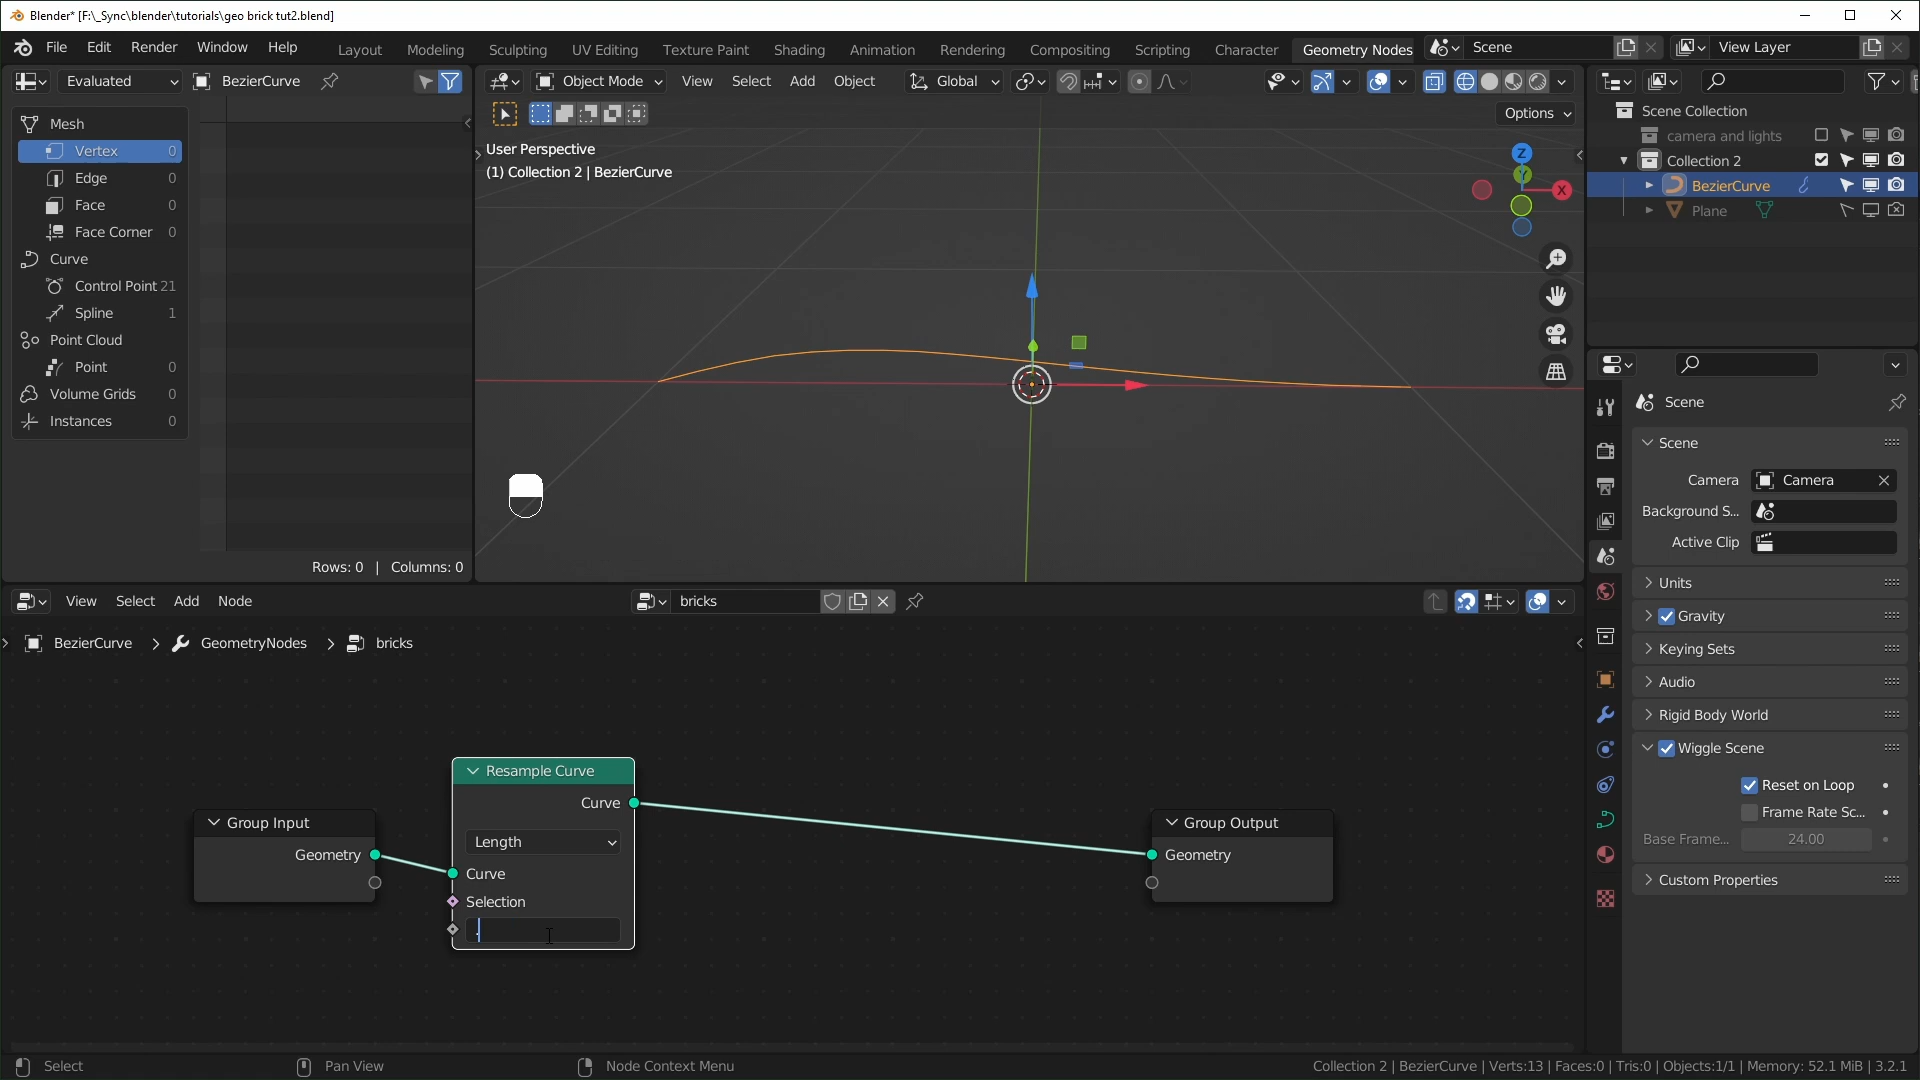 Blender* [F:\_Sync\blender\tutorials\geo brick tut2.blend]
File Edit Render Window Help
Layout Modeling Sculpting UV Editing Texture Paint Shading Animation Rendering Compositing Scripting Character Geometry Nodes
Scene
View Layer
Evaluated
BezierCurve
Mesh
Vertex 0
Edge 0
Face 0
Face Corner 0
Curve
Control Point 21
Spline 1
Point Cloud
Point 0
Volume Grids 0
Instances 0
Rows: 0 | Columns: 0
Object Mode View Select Add Object Global
Options
User Perspective
(1) Collection 2 | BezierCurve
Z
Y
X
Scene Collection
camera and lights
Collection 2
BezierCurve
Plane
Scene
Scene
Camera Camera
Background S...
Active Clip
Units
Gravity
Keying Sets
Audio
Rigid Body World
Wiggle Scene
Reset on Loop
Frame Rate Sc...
Base Frame... 24.00
Custom Properties
View Select Add Node
bricks
BezierCurve > GeometryNodes > bricks
Group Input
Geometry
Resample Curve
Curve
Length
Curve
Selection
.
Group Output
Geometry
Select
Pan View
Node Context Menu
Collection 2 | BezierCurve | Verts:13 | Faces:0 | Tris:0 | Objects:1/1 | Memory: 52.1 MiB | 3.2.1